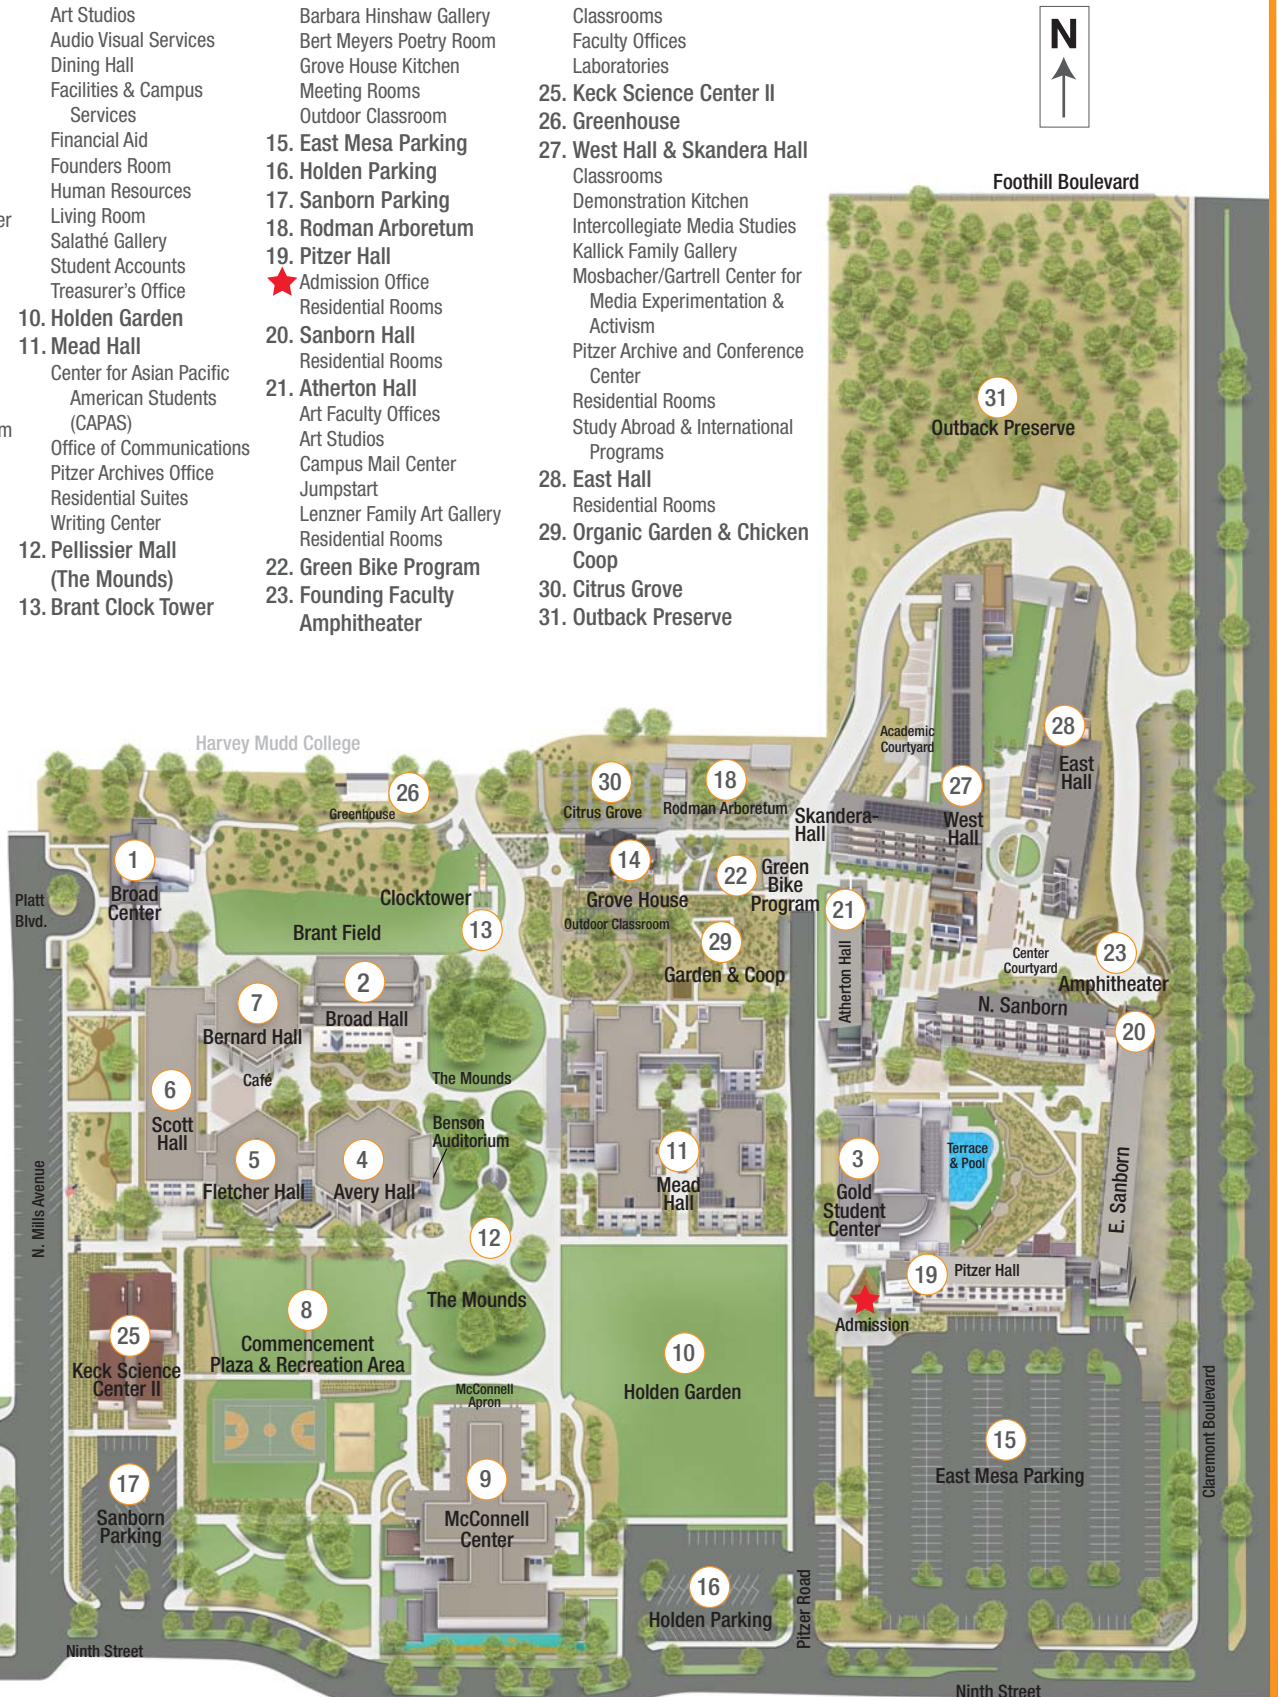 Art Studios
Audio Visual Services
Dining Hall
Facilities & Campus
Services
Financial Aid
Founders Room
Human Resources
er
Living Room
Salathé Gallery
Student Accounts
Treasurer's Office
10. Holden Garden
11. Mead Hall
Center for Asian Pacific
American Students
(CAPAS)
m
Office of Communications
Pitzer Archives Office
Residential Suites
Writing Center
12. Pellissier Mall
(The Mounds)
13. Brant Clock Tower
Barbara Hinshaw Gallery
Bert Meyers Poetry Room
Grove House Kitchen
Meeting Rooms
Outdoor Classroom
15. East Mesa Parking
16. Holden Parking
17. Sanborn Parking
18. Rodman Arboretum
19. Pitzer Hall
Admission Office
Residential Rooms
20. Sanborn Hall
Residential Rooms
21. Atherton Hall
Art Faculty Offices
Art Studios
Campus Mail Center
Jumpstart
Lenzner Family Art Gallery
Residential Rooms
22. Green Bike Program
23. Founding Faculty
Amphitheater
Classrooms
Faculty Offices
Laboratories
25. Keck Science Center II
26. Greenhouse
27. West Hall & Skandera Hall
Classrooms
Demonstration Kitchen
Intercollegiate Media Studies
Kallick Family Gallery
Mosbacher/Gartrell Center for
Media Experimentation &
Activism
Pitzer Archive and Conference
Center
Residential Rooms
Study Abroad & International
Programs
28. East Hall
Residential Rooms
29. Organic Garden & Chicken
Coop
30. Citrus Grove
31. Outback Preserve
N
Foothill Boulevard
31
Outback Preserve
Harvey Mudd College
26
Greenhouse
30
Citrus Grove
18
Rodman Arboretum
Academic
Courtyard
28
East
Hall
27
West
Hall
Skandera-
Hall
1
Broad
Center
Platt
Blvd.
Clocktower
13
Brant Field
14
Grove House
Outdoor Classroom
22
Green
Bike
Program
21
Atherton Hall
29
Garden & Coop
Center
Courtyard
23
Amphitheater
N. Sanborn
20
7
Bernard Hall
2
Broad Hall
Café
The Mounds
6
Scott
Hall
Benson
Auditorium
5
Fletcher Hall
4
Avery Hall
11
Mead
Hall
3
Gold
Student
Center
Terrace
& Pool
E. Sanborn
N. Mills Avenue
12
The Mounds
19
Pitzer Hall
Admission
8
Commencement
Plaza & Recreation Area
25
Keck Science
Center II
10
Holden Garden
McConnell
Apron
9
McConnell
Center
15
East Mesa Parking
Claremont Boulevard
17
Sanborn
Parking
16
Holden Parking
Pitzer Road
Ninth Street
Ninth Street